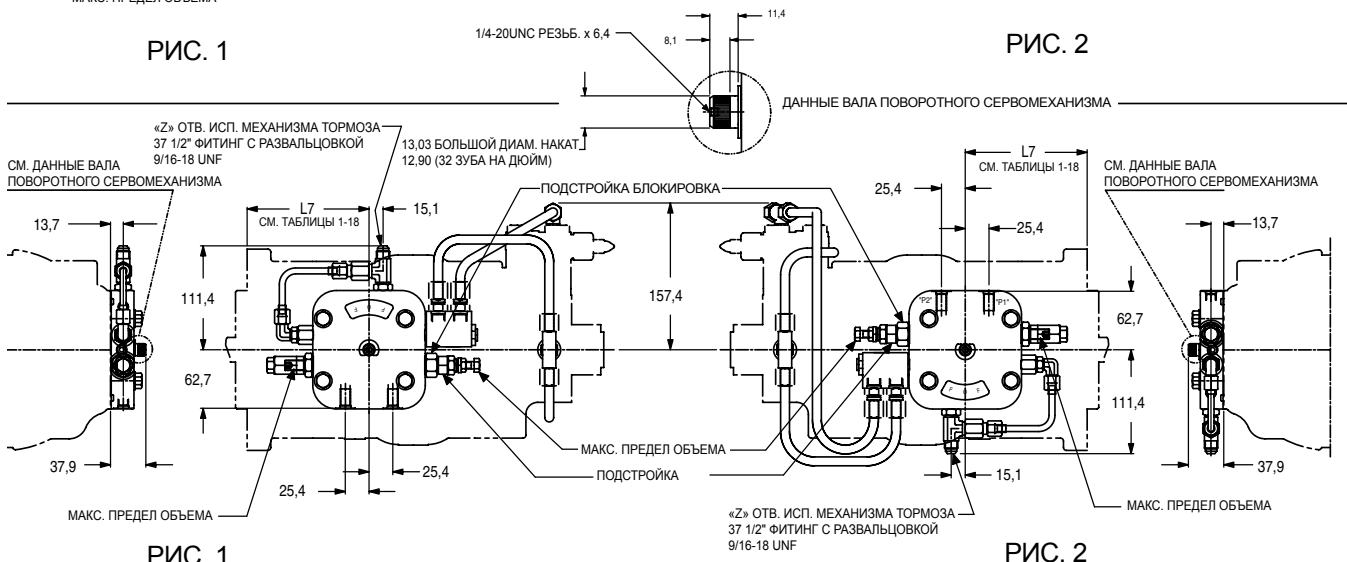 МАКС. ПРЕДЕЛ ОБЪЕМА
РИС. 1
1/4-20UNC РЕЗЬБ. x 6,4
11,4
8,1
РИС. 2
ДАННЫЕ ВАЛА ПОВОРОТНОГО СЕРВОМЕХАНИЗМА
«Z» ОТВ. ИСП. МЕХАНИЗМА ТОРМОЗА
37 1/2" ФИТИНГ С РАЗВАЛЬЦОВКОЙ
9/16-18 UNF
13,03 БОЛЬШОЙ ДИАМ. НАКАТ
12,90 (32 ЗУБА НА ДЮЙМ)
СМ. ДАННЫЕ ВАЛА
ПОВОРОТНОГО СЕРВОМЕХАНИЗМА
L7
СМ. ТАБЛИЦЫ 1-18
15,1
ПОДСТРОЙКА БЛОКИРОВКА
L7
СМ. ТАБЛИЦЫ 1-18
25,4
25,4
СМ. ДАННЫЕ ВАЛА
ПОВОРОТНОГО СЕРВОМЕХАНИЗМА
13,7
13,7
111,4
62,7
157,4
"P2"
"P1"
62,7
111,4
37,9
25,4
25,4
МАКС. ПРЕДЕЛ ОБЪЕМА
ПОДСТРОЙКА
15,1
37,9
МАКС. ПРЕДЕЛ ОБЪЕМА
МАКС. ПРЕДЕЛ ОБЪЕМА
«Z» ОТВ. ИСП. МЕХАНИЗМА ТОРМОЗА
37 1/2" ФИТИНГ С РАЗВАЛЬЦОВКОЙ
9/16-18 UNF
РИС. 1
РИС. 2